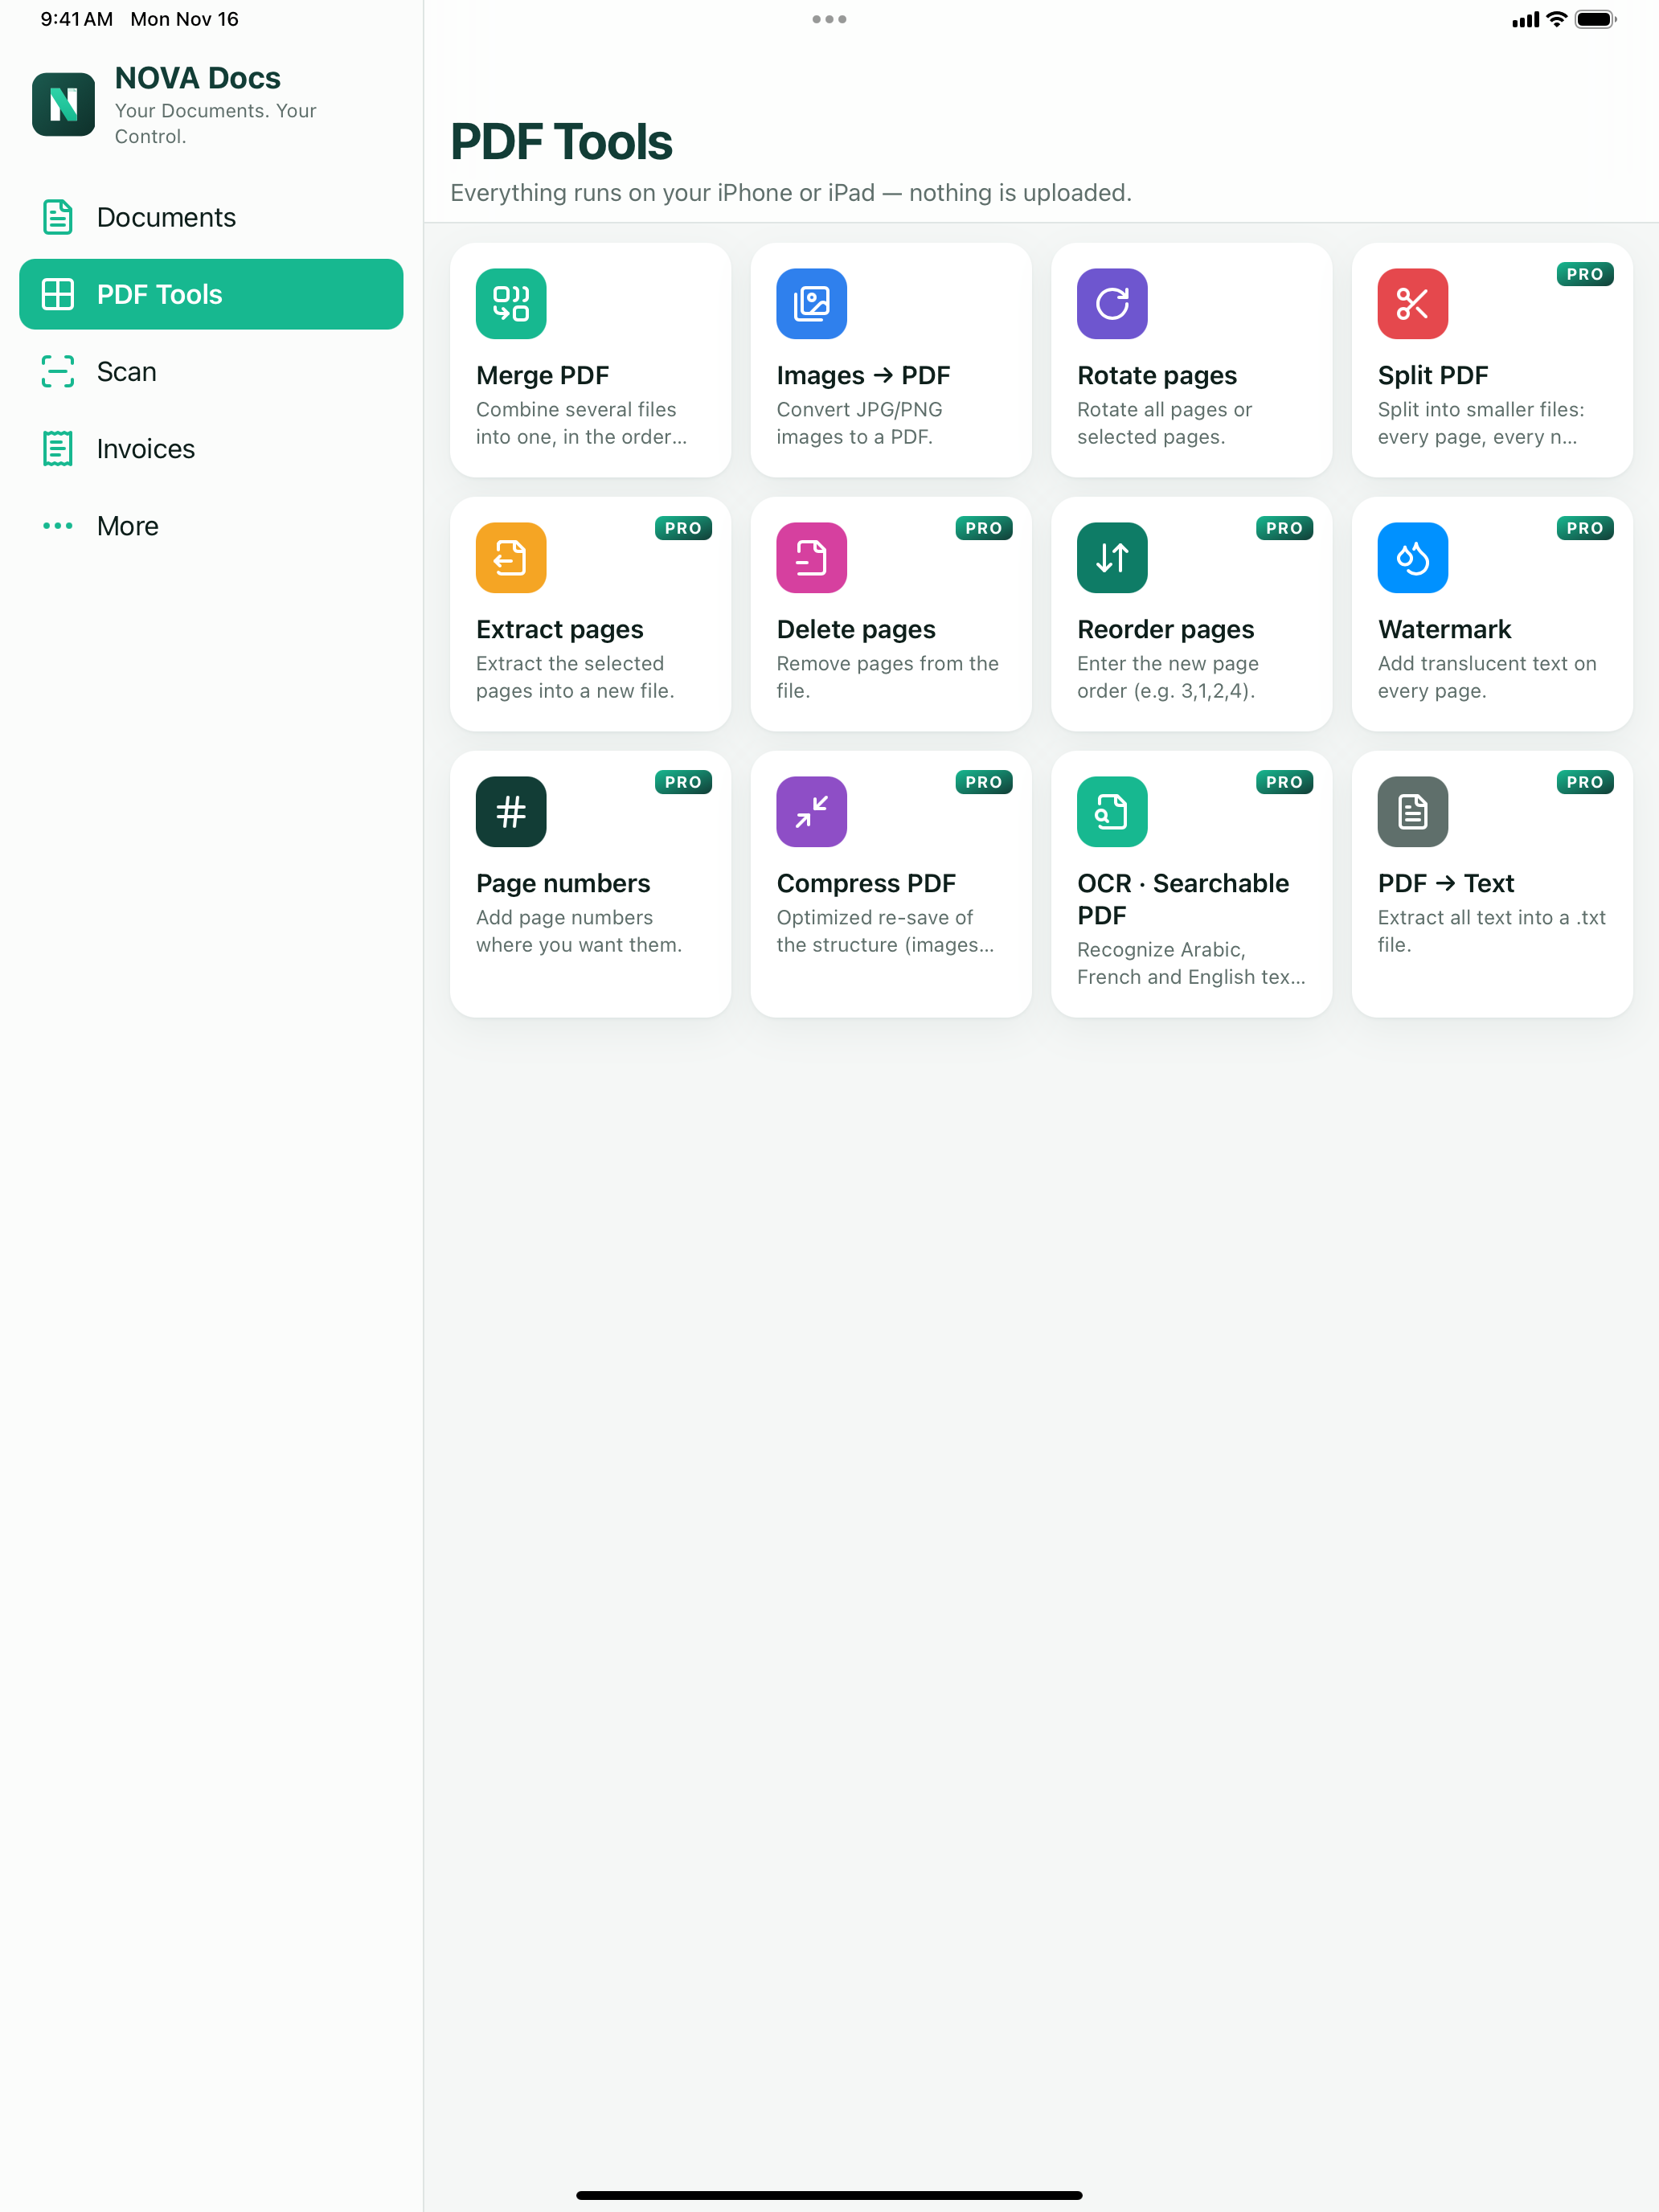 9:41 AM Mon Nov 16
NOVA Docs
Your Documents. Your
Control.
Documents
PDF Tools
Scan
Invoices
More
PDF Tools
Everything runs on your iPhone or iPad — nothing is uploaded.
Merge PDF
Combine several files
into one, in the order...
Images → PDF
Convert JPG/PNG
images to a PDF.
Rotate pages
Rotate all pages or
selected pages.
PRO
Split PDF
Split into smaller files:
every page, every n...
PRO
Extract pages
Extract the selected
pages into a new file.
PRO
Delete pages
Remove pages from the
file.
PRO
Reorder pages
Enter the new page
order (e.g. 3,1,2,4).
PRO
Watermark
Add translucent text on
every page.
PRO
Page numbers
Add page numbers
where you want them.
PRO
Compress PDF
Optimized re-save of
the structure (images...
PRO
OCR · Searchable
PDF
Recognize Arabic,
French and English tex...
PRO
PDF → Text
Extract all text into a .txt
file.